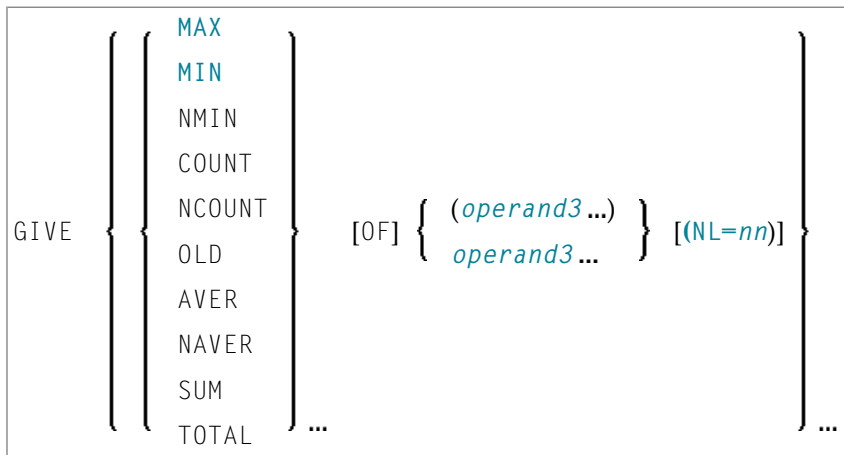 MAX
MIN
NMIN
COUNT
(operand3 ...)
NCOUNT
GIVE [OF] [(NL=nn)]
OLD
operand3 ...
AVER
NAVER
SUM
TOTAL ... ...